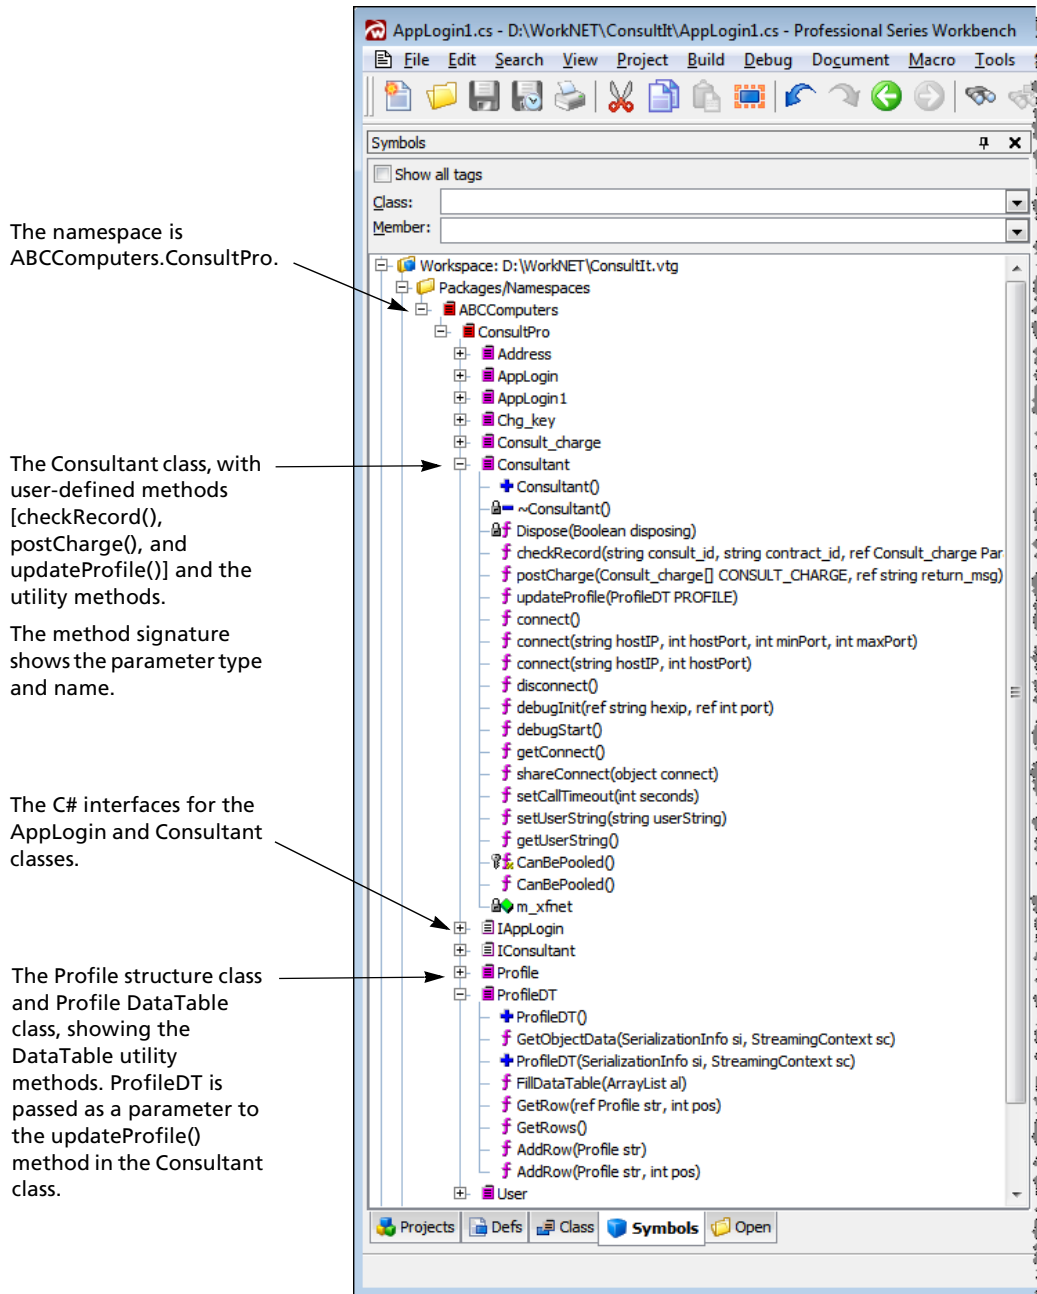 AppLogin1.cs - D:\WorkNET\ConsultIt\AppLogin1.cs - Professional Series Workbench
File Edit Search View Project Build Debug Document Macro Tools
Symbols
Show all tags
Class:
Member:
The namespace is
ABCComputers.ConsultPro.
Workspace: D:\WorkNET\ConsultIt.vtg
Packages/Namespaces
ABCComputers
ConsultPro
Address
AppLogin
AppLogin1
Chg_key
Consult_charge
The Consultant class, with
user-defined methods
[checkRecord(),
postCharge(), and
updateProfile()] and the
utility methods.
The method signature
shows the parameter type
and name.
Consultant
Consultant()
~Consultant()
Dispose(Boolean disposing)
checkRecord(string consult_id, string contract_id, ref Consult_charge Par
postCharge(Consult_charge[] CONSULT_CHARGE, ref string return_msg)
updateProfile(ProfileDT PROFILE)
connect()
connect(string hostIP, int hostPort, int minPort, int maxPort)
connect(string hostIP, int hostPort)
disconnect()
debugInit(ref string hexip, ref int port)
debugStart()
getConnect()
shareConnect(object connect)
setCallTimeout(int seconds)
setUserString(string userString)
getUserString()
CanBePooled()
CanBePooled()
m_xfnet
The C# interfaces for the
AppLogin and Consultant
classes.
IAppLogin
IConsultant
The Profile structure class
and Profile DataTable
class, showing the
DataTable utility
methods. ProfileDT is
passed as a parameter to
the updateProfile()
method in the Consultant
class.
Profile
ProfileDT
ProfileDT()
GetObjectData(SerializationInfo si, StreamingContext sc)
ProfileDT(SerializationInfo si, StreamingContext sc)
FillDataTable(ArrayList al)
GetRow(ref Profile str, int pos)
GetRows()
AddRow(Profile str)
AddRow(Profile str, int pos)
User
Projects Defs Class Symbols Open